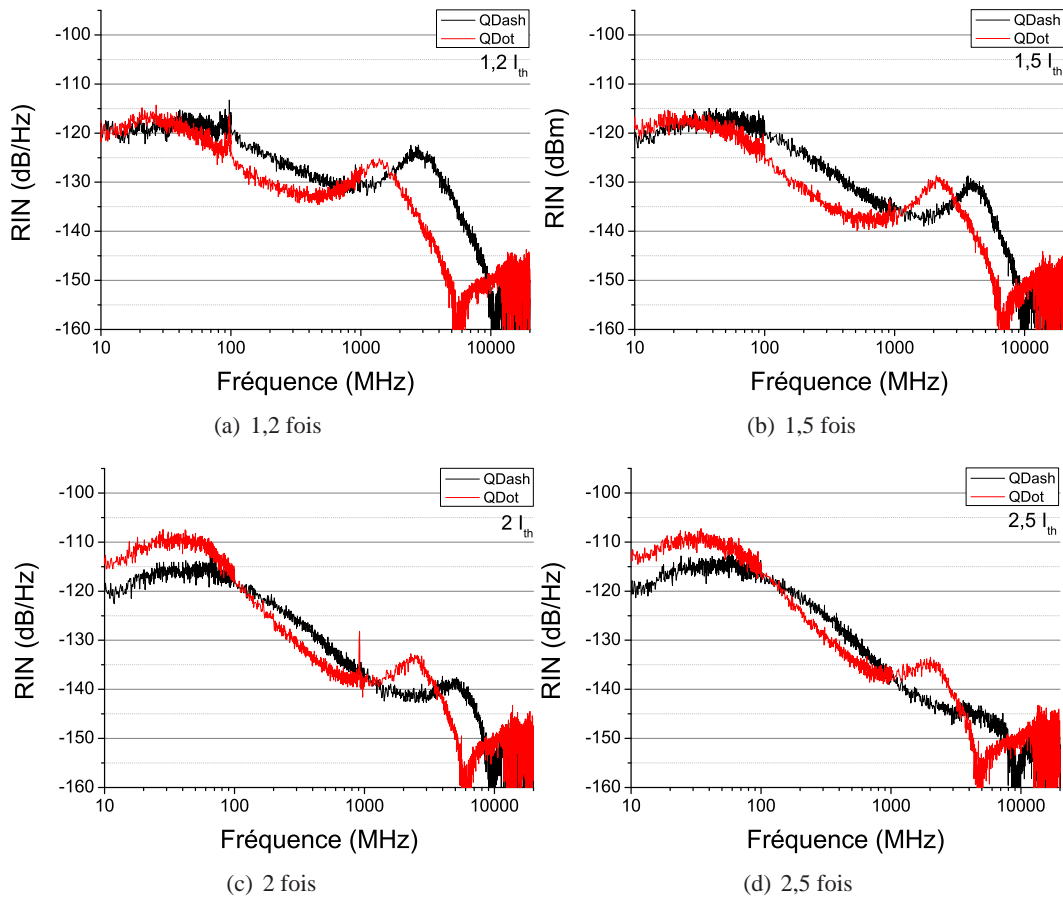 QDash
QDot
1,2 I_th
-100
-110
-120
-130
-140
-150
-160
RIN (dB/Hz)
10 100 1000 10000
Fréquence (MHz)
(a) 1,2 fois
QDash
QDot
1,5 I_th
-100
-110
-120
-130
-140
-150
-160
RIN (dBm)
10 100 1000 10000
Fréquence (MHz)
(b) 1,5 fois
QDash
QDot
2 I_th
-100
-110
-120
-130
-140
-150
-160
RIN (dB/Hz)
10 100 1000 10000
Fréquence (MHz)
(c) 2 fois
QDash
QDot
2,5 I_th
-100
-110
-120
-130
-140
-150
-160
RIN (dB/Hz)
10 100 1000 10000
Fréquence (MHz)
(d) 2,5 fois